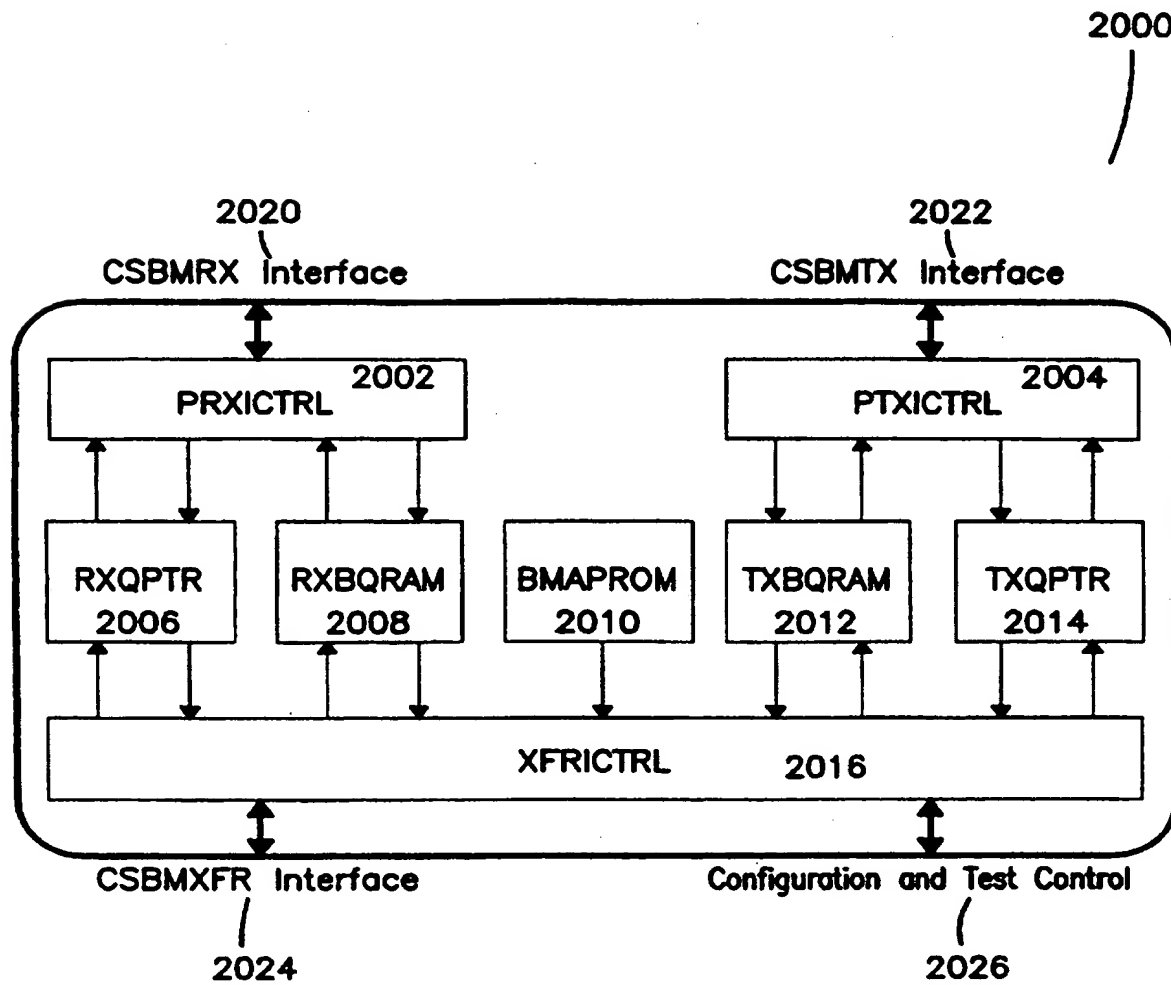 2000
2020
2022
CSBMRX Interface
CSBMTX Interface
2002
2004
PRXICTRL
PTXICTRL
RXQPTR
2006
RXBQRAM
2008
BMAPROM
2010
TXBQRAM
2012
TXQPTR
2014
XFRICTRL
2016
CSBMXFR Interface
Configuration and Test Control
2024
2026